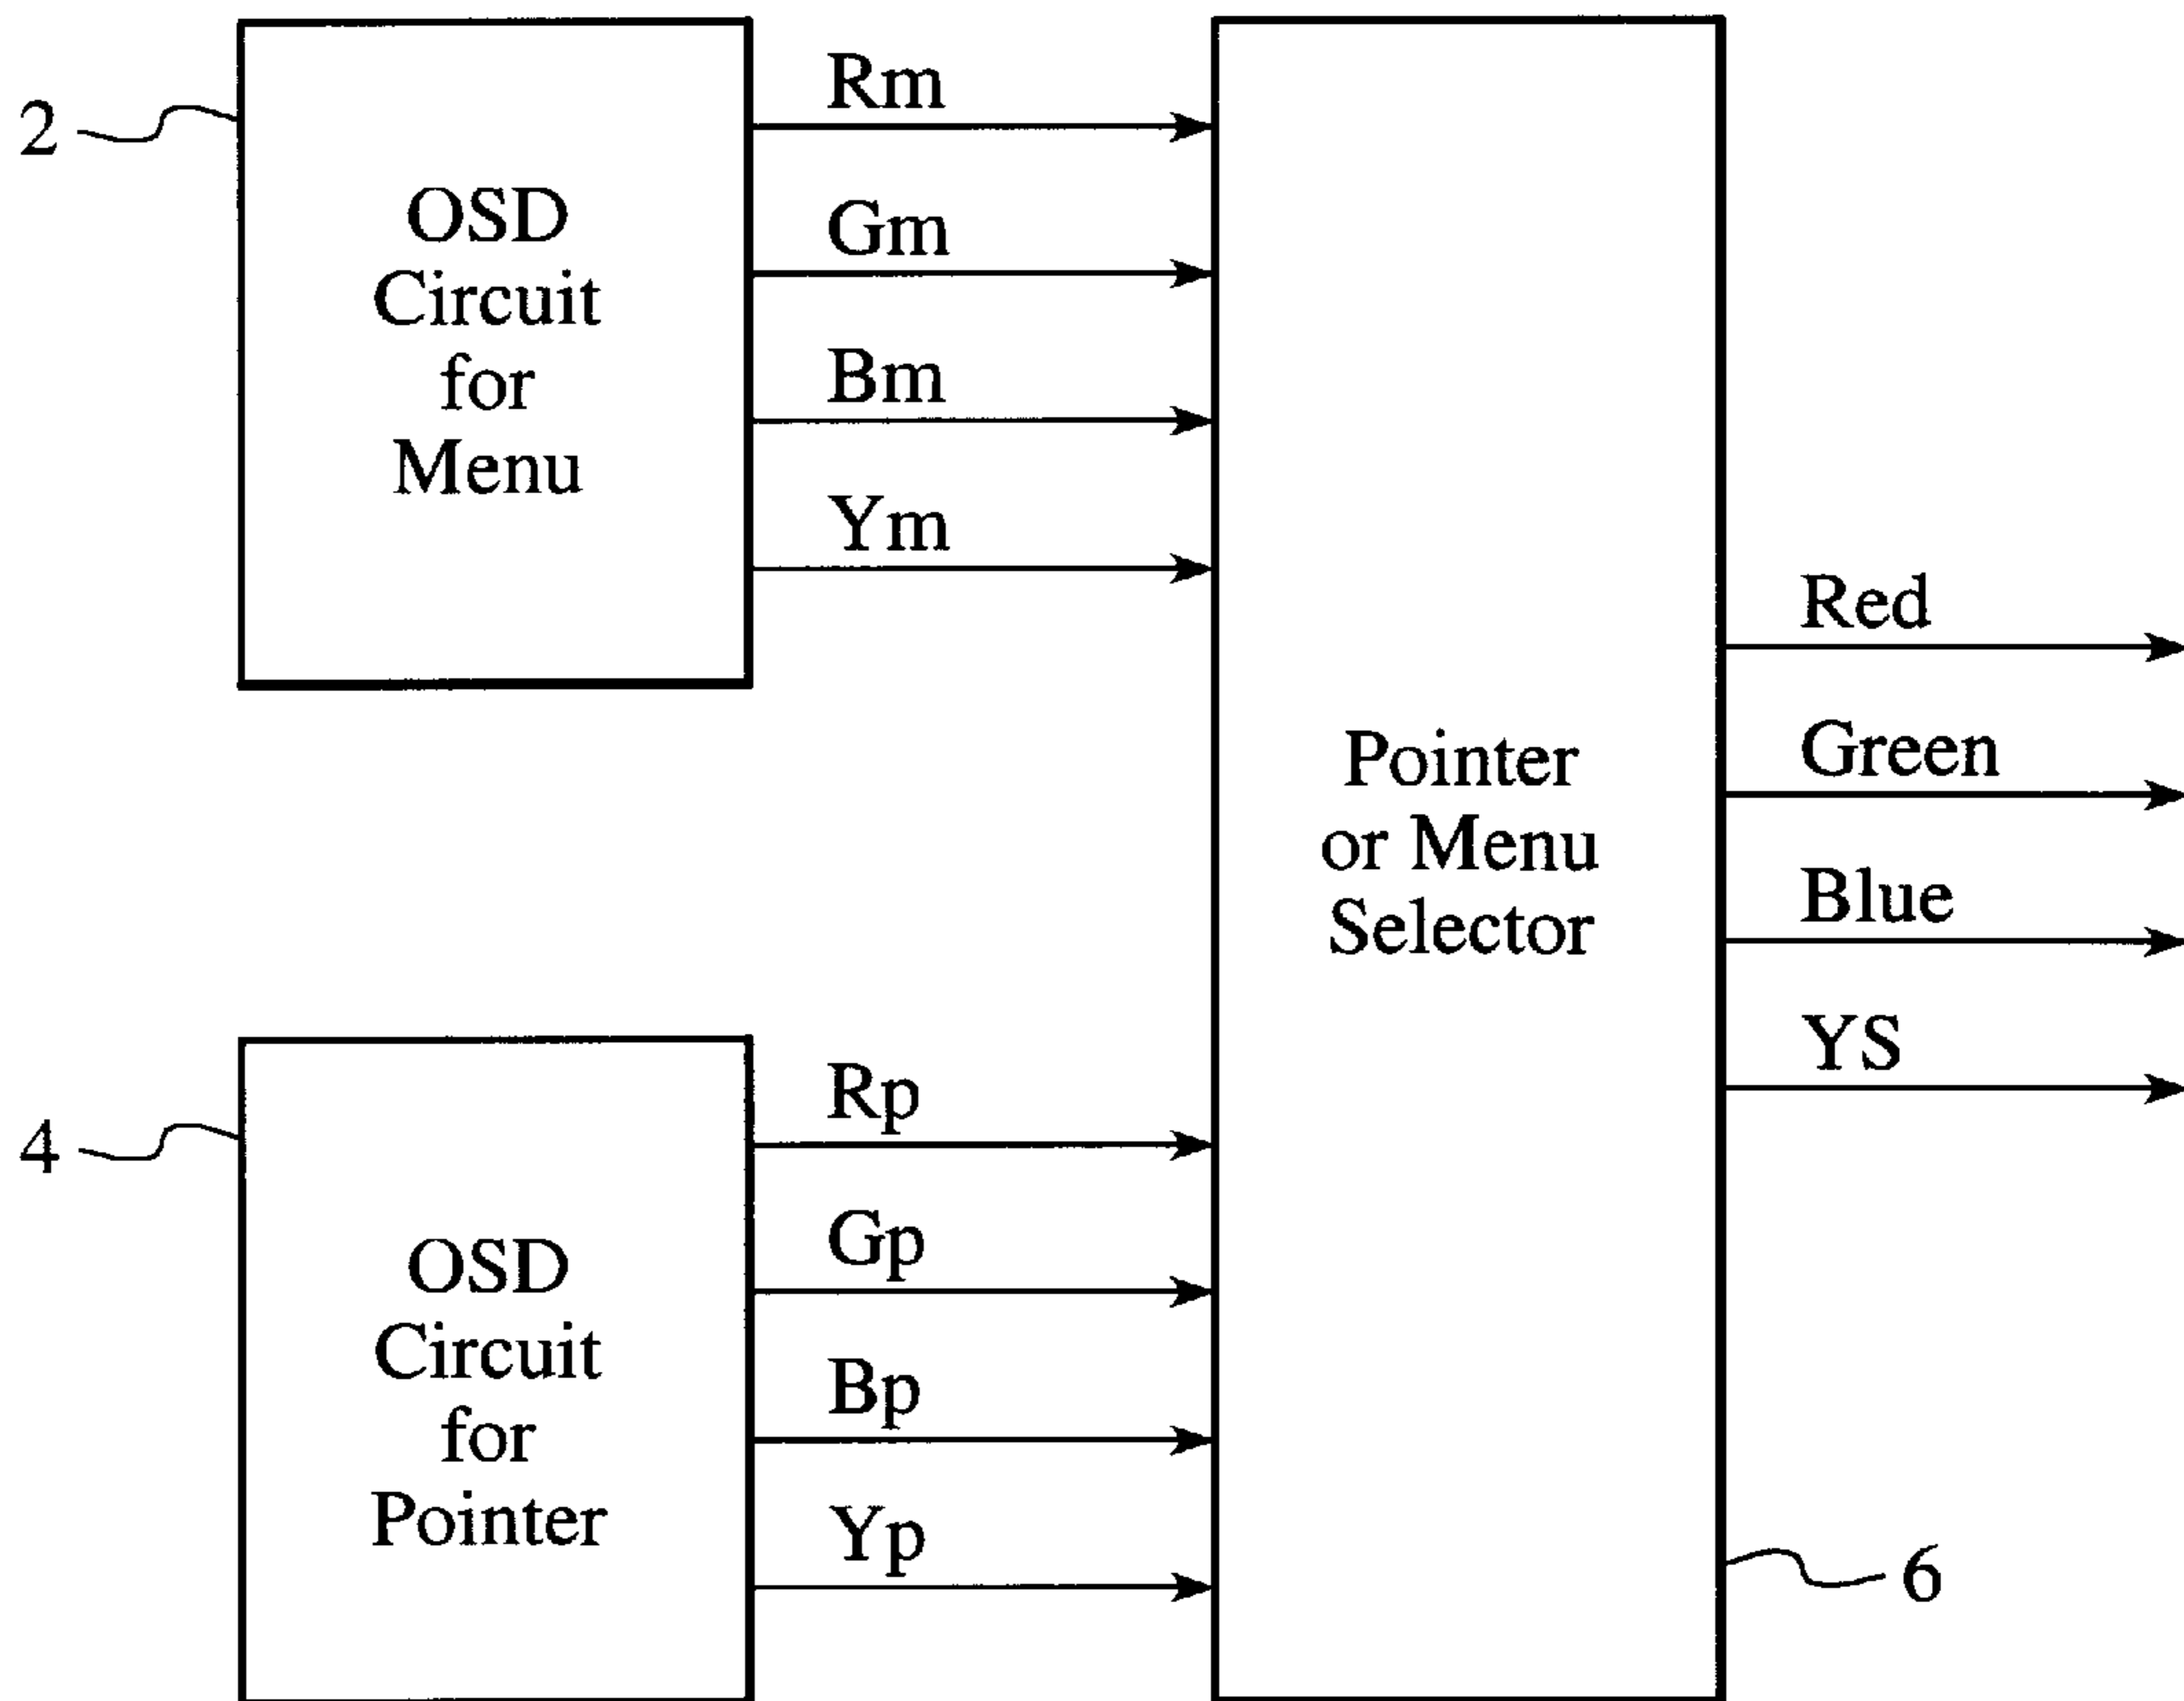 2
OSD
Circuit
for
Menu
Rm
Gm
Bm
Ym
4
OSD
Circuit
for
Pointer
Rp
Gp
Bp
Yp
Pointer
or Menu
Selector
Red
Green
Blue
YS
6